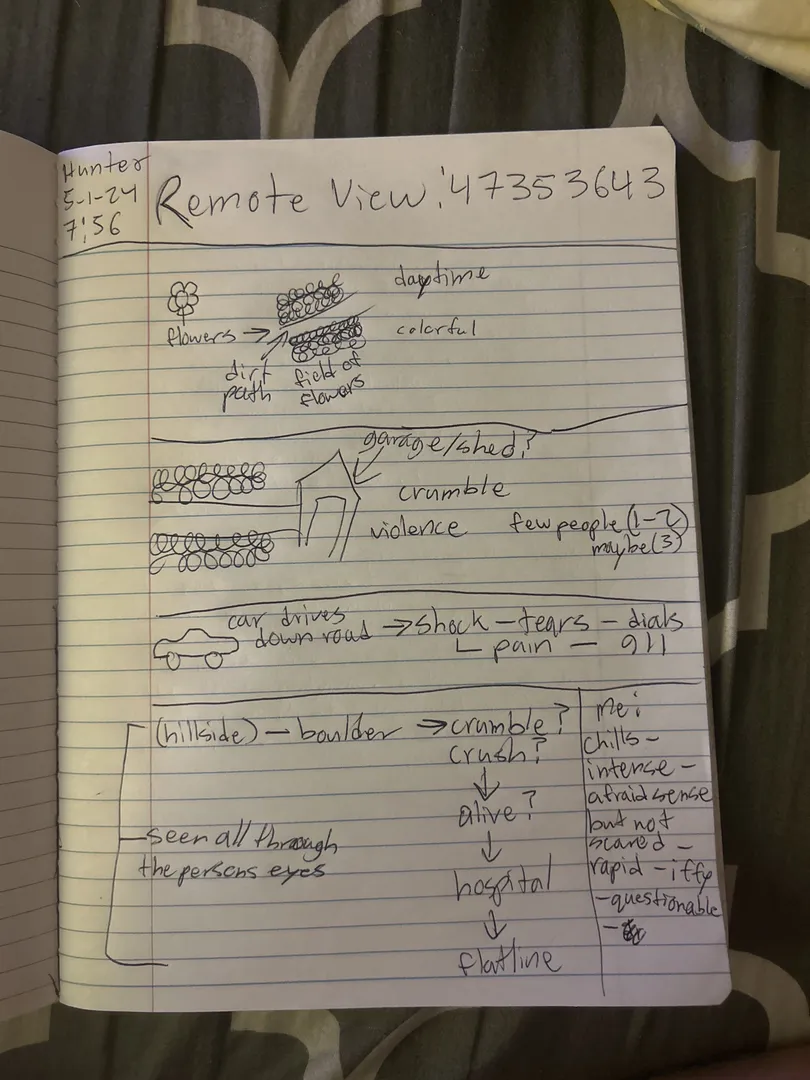 Hunter
5-1-24
7:56
Remote View: 47353643
daytime
flowers →
colorful
dirt
path
field of
flowers
garage/shed?
crumble
violence
few people (1-2)
maybe (3)
car drives
down road → shock - tears - dials
pain - 911
(hillside) - boulder → crumble?
crush?
↓
alive?
↓
hospital
↓
flatline
seen all through
the persons eyes
me:
chills -
intense -
afraid sense
but not
scared -
rapid - iffy
- questionable
-